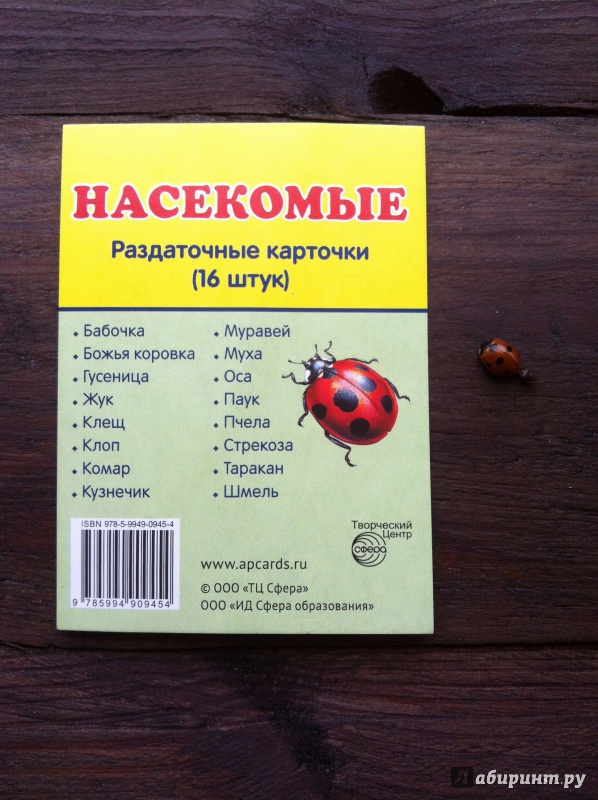 НАСЕКОМЫЕ
Раздаточные карточки
(16 штук)
Бабочка
Божья коровка
Гусеница
Жук
Клещ
Клоп
Комар
Кузнечик
Муравей
Муха
Оса
Паук
Пчела
Стрекоза
Таракан
Шмель
ISBN 978-5-9949-0945-4
9 785994 909454
Творческий
Центр
сфера
www.apcards.ru
© ООО «ТЦ Сфера»
ООО «ИД Сфера образования»
Л абиринт.ру